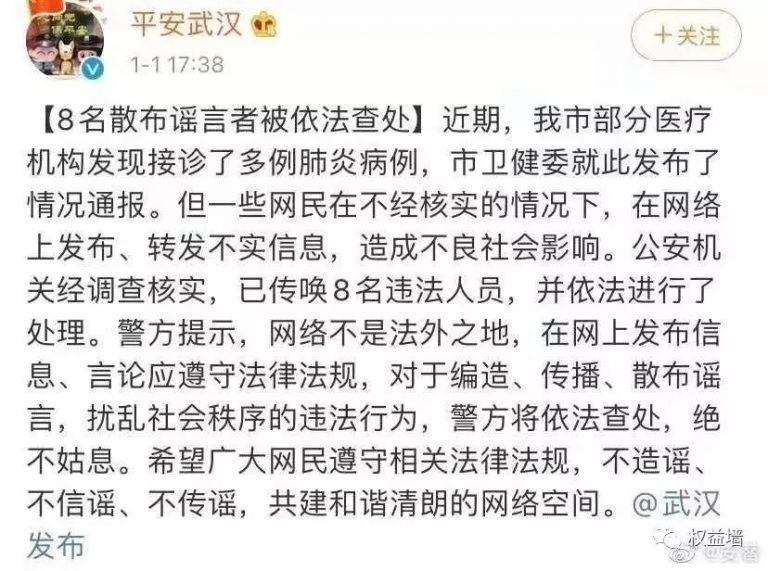 平安武汉
1-1 17:38
＋关注
【8名散布谣言者被依法查处】近期，我市部分医疗
机构发现接诊了多例肺炎病例，市卫健委就此发布了
情况通报。但一些网民在不经核实的情况下，在网络
上发布、转发不实信息，造成不良社会影响。公安机
关经调查核实，已传唤8名违法人员，并依法进行了
处理。警方提示，网络不是法外之地，在网上发布信
息、言论应遵守法律法规，对于编造、传播、散布谣
言，扰乱社会秩序的违法行为，警方将依法查处，绝
不姑息。希望广大网民遵守相关法律法规，不造谣、
不信谣、不传谣，共建和谐清朗的网络空间。@武汉
发布
权益墙